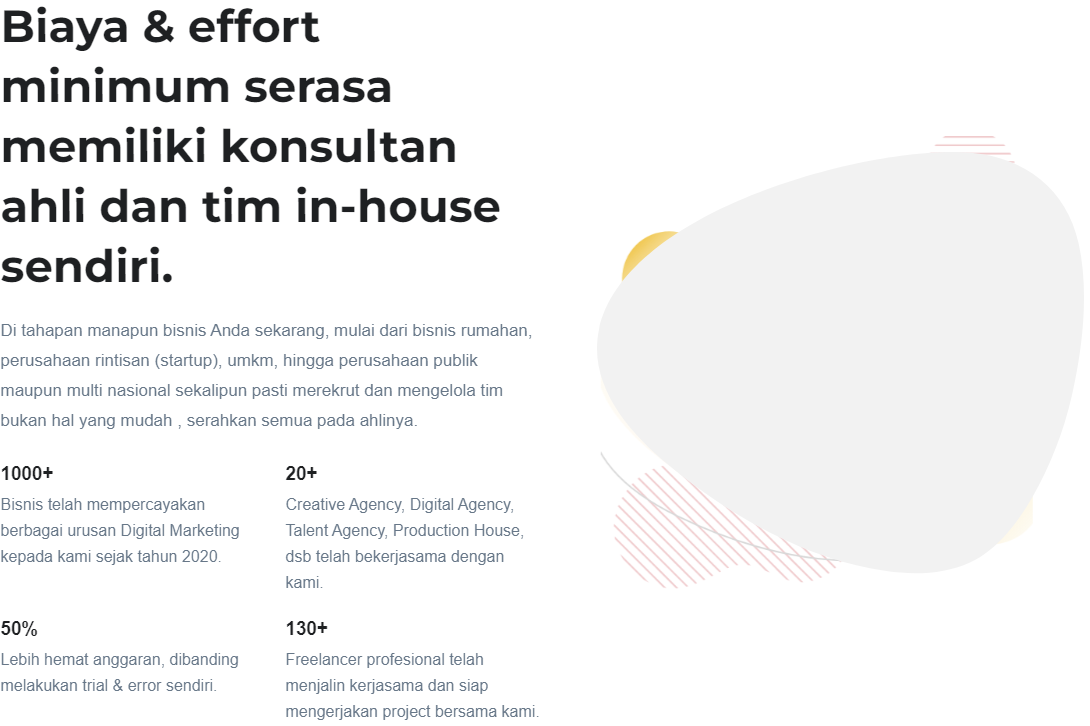 Biaya & effort
minimum serasa
memiliki konsultan
ahli dan tim in-house
sendiri.
Di tahapan manapun bisnis Anda sekarang, mulai dari bisnis rumahan,
perusahaan rintisan (startup), umkm, hingga perusahaan publik
maupun multi nasional sekalipun pasti merekrut dan mengelola tim
bukan hal yang mudah , serahkan semua pada ahlinya.
1000+
Bisnis telah mempercayakan
berbagai urusan Digital Marketing
kepada kami sejak tahun 2020.
20+
Creative Agency, Digital Agency,
Talent Agency, Production House,
dsb telah bekerjasama dengan
kami.
50%
Lebih hemat anggaran, dibanding
melakukan trial & error sendiri.
130+
Freelancer profesional telah
menjalin kerjasama dan siap
mengerjakan project bersama kami.